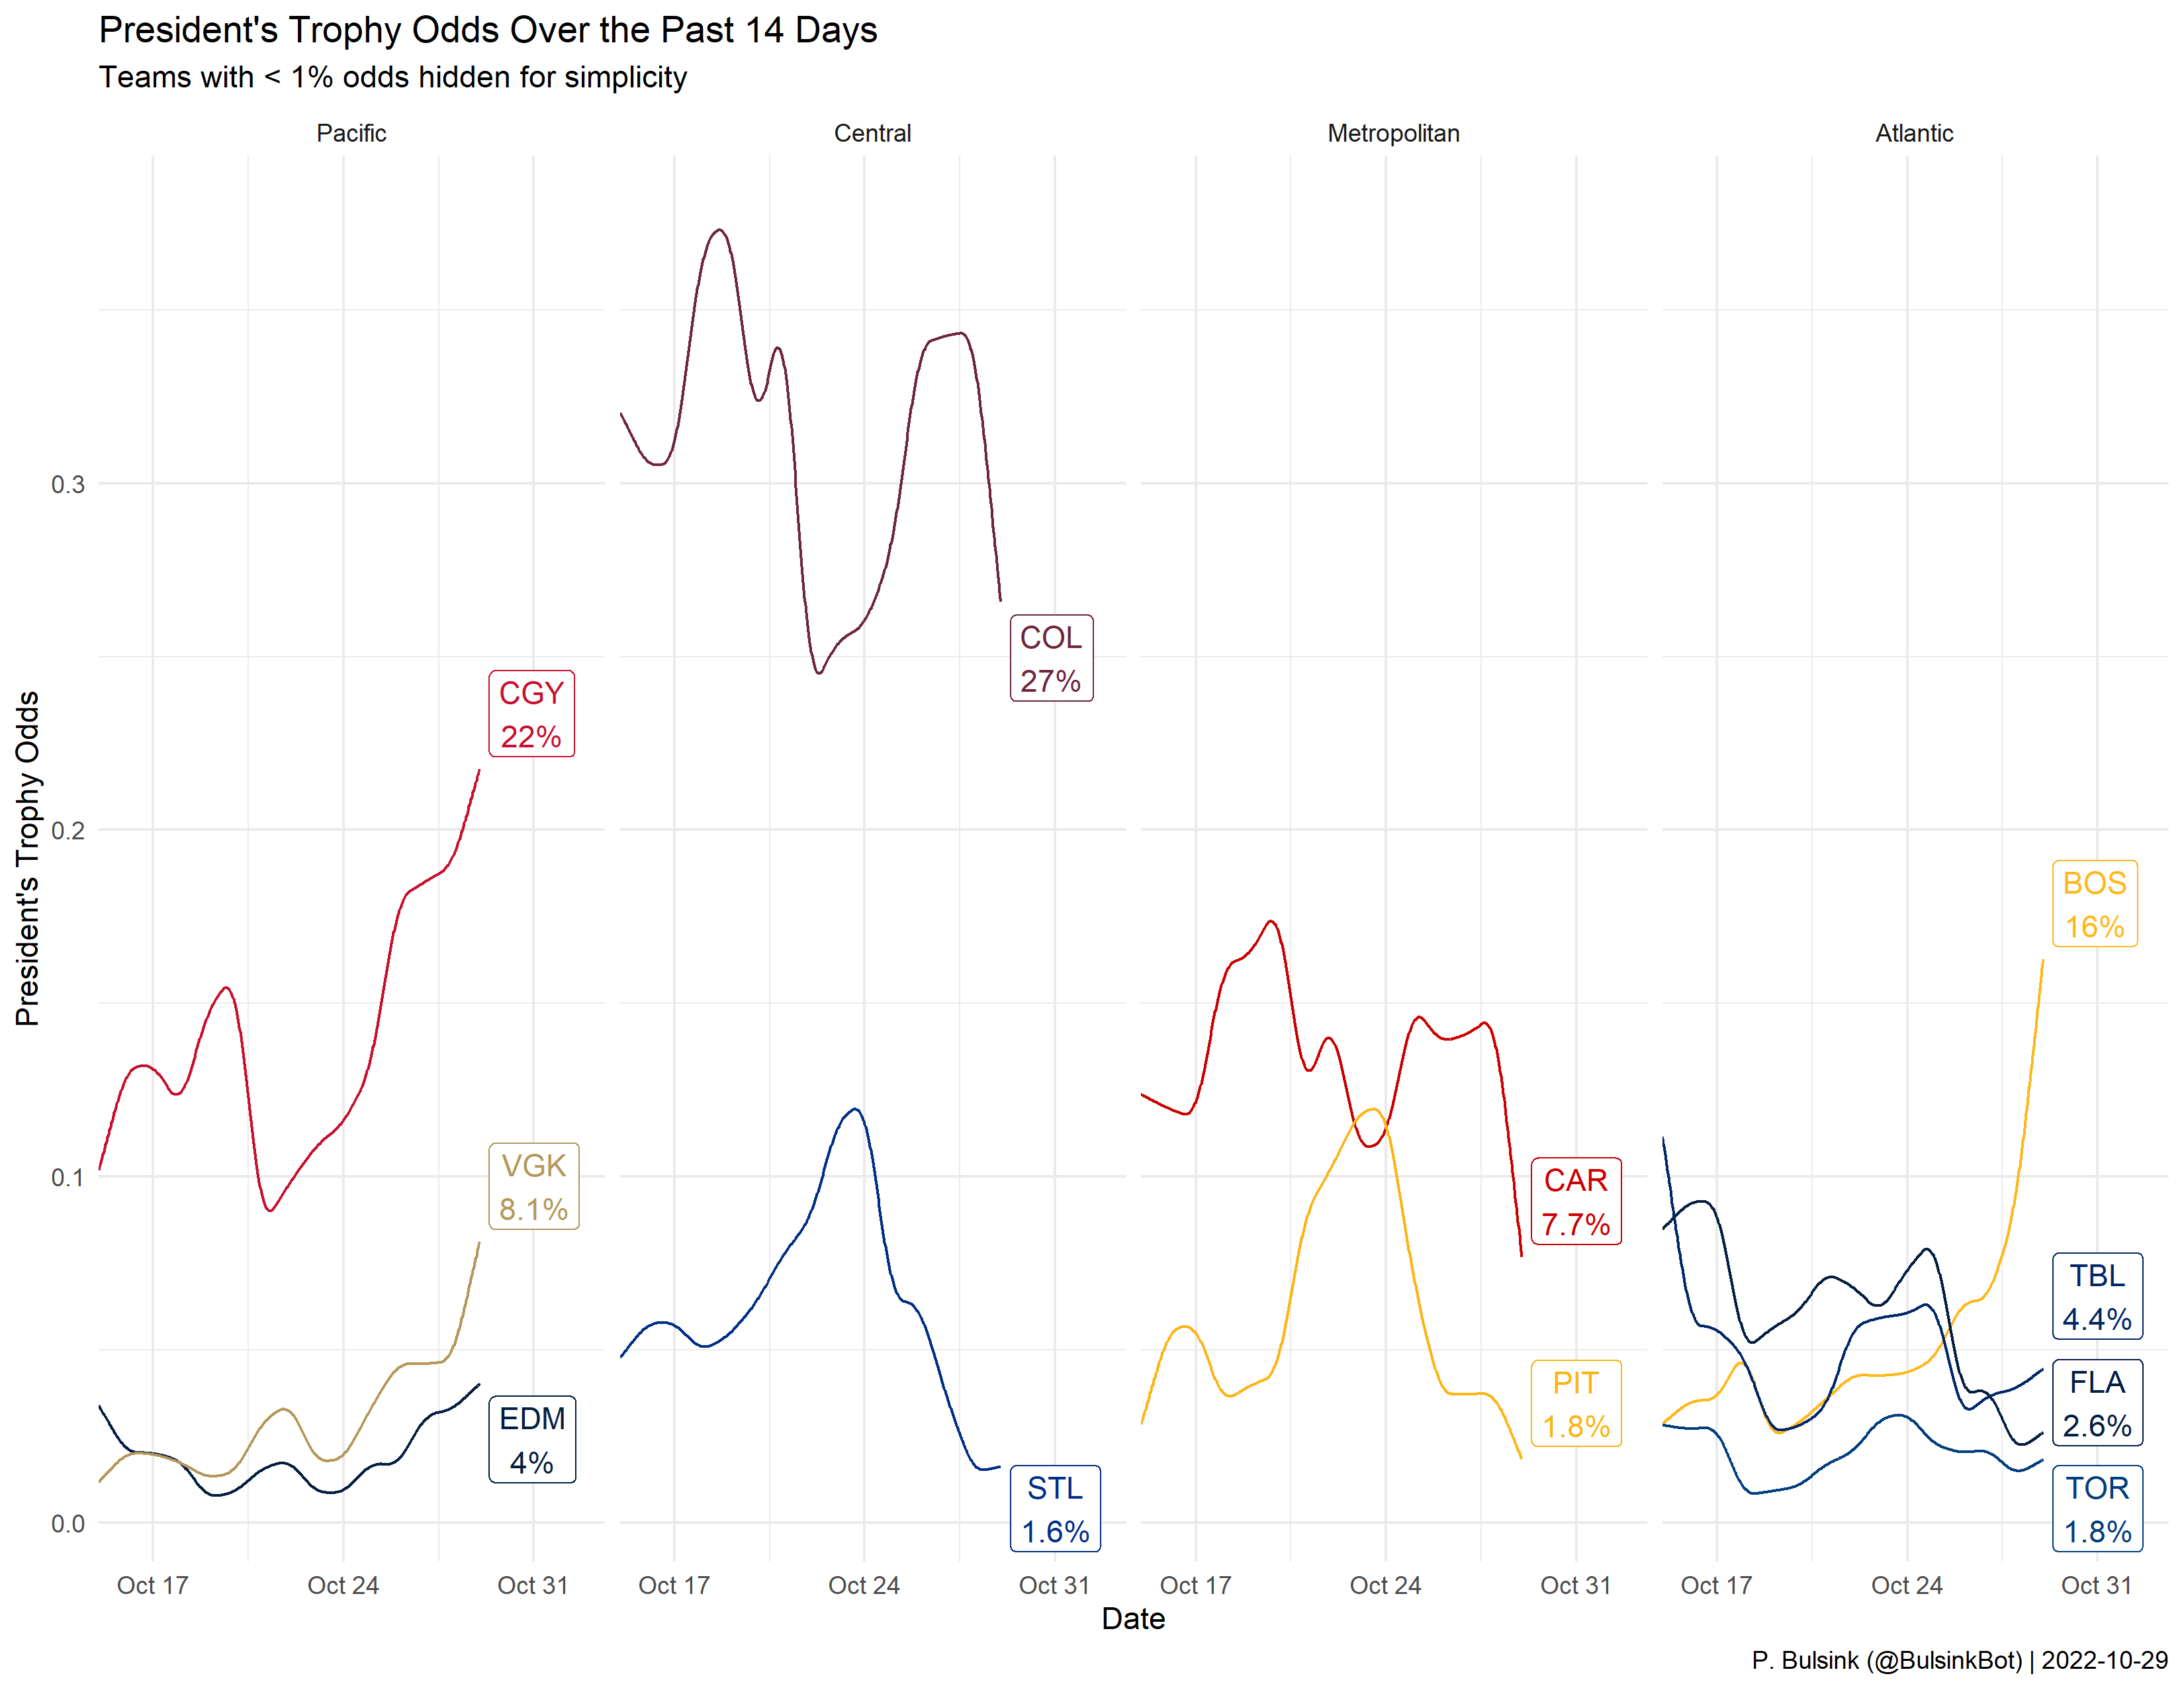 President's Trophy Odds Over the Past 14 Days
Teams with < 1% odds hidden for simplicity
Pacific
Central
Metropolitan
Atlantic
President's Trophy Odds
0.3
0.2
0.1
0.0
CGY
22%
VGK
8.1%
EDM
4%
COL
27%
STL
1.6%
CAR
7.7%
PIT
1.8%
BOS
16%
TBL
4.4%
FLA
2.6%
TOR
1.8%
Oct 17
Oct 24
Oct 31
Oct 17
Oct 24
Oct 31
Oct 17
Oct 24
Oct 31
Oct 17
Oct 24
Oct 31
Date
P. Bulsink (@BulsinkBot) | 2022-10-29